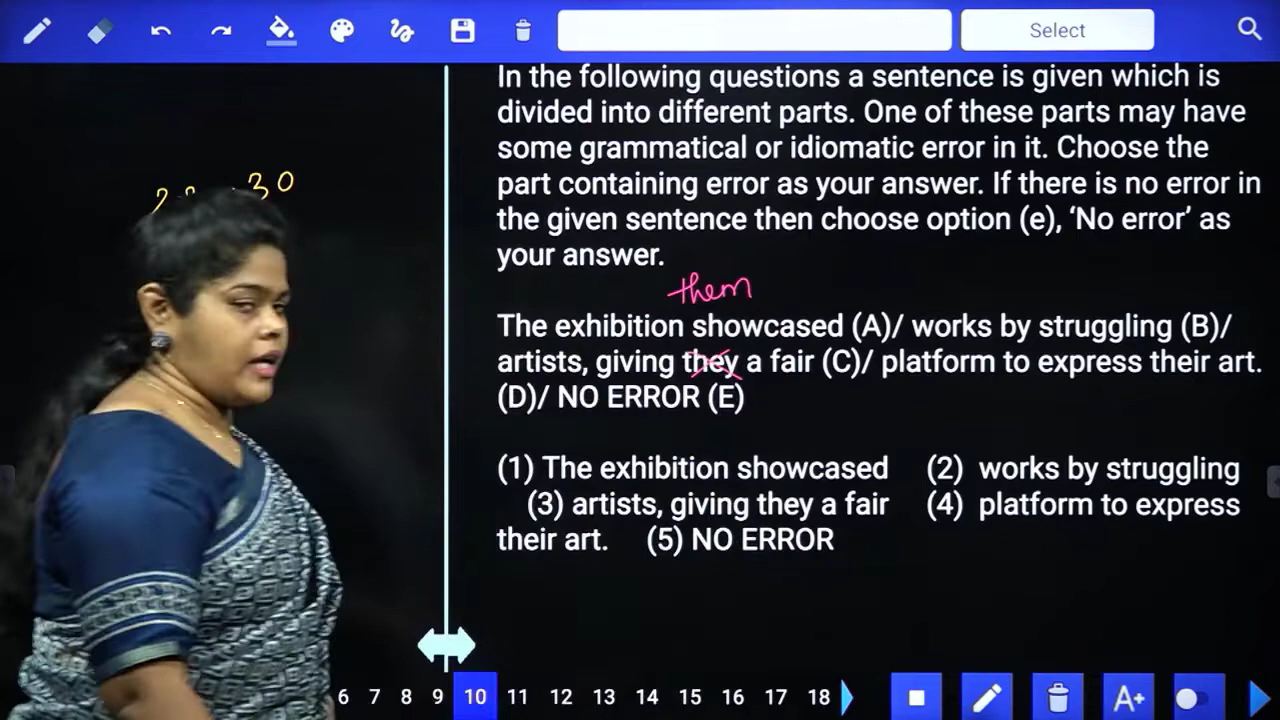 Select
In the following questions a sentence is given which is
divided into different parts. One of these parts may have
some grammatical or idiomatic error in it. Choose the
part containing error as your answer. If there is no error in
the given sentence then choose option (e), ‘No error’ as
your answer.
them
The exhibition showcased (A)/ works by struggling (B)/
artists, giving they a fair (C)/ platform to express their art.
(D)/ NO ERROR (E)
(1) The exhibition showcased (2) works by struggling
(3) artists, giving they a fair (4) platform to express
their art. (5) NO ERROR
30
6 7 8 9 10 11 12 13 14 15 16 17 18
A+